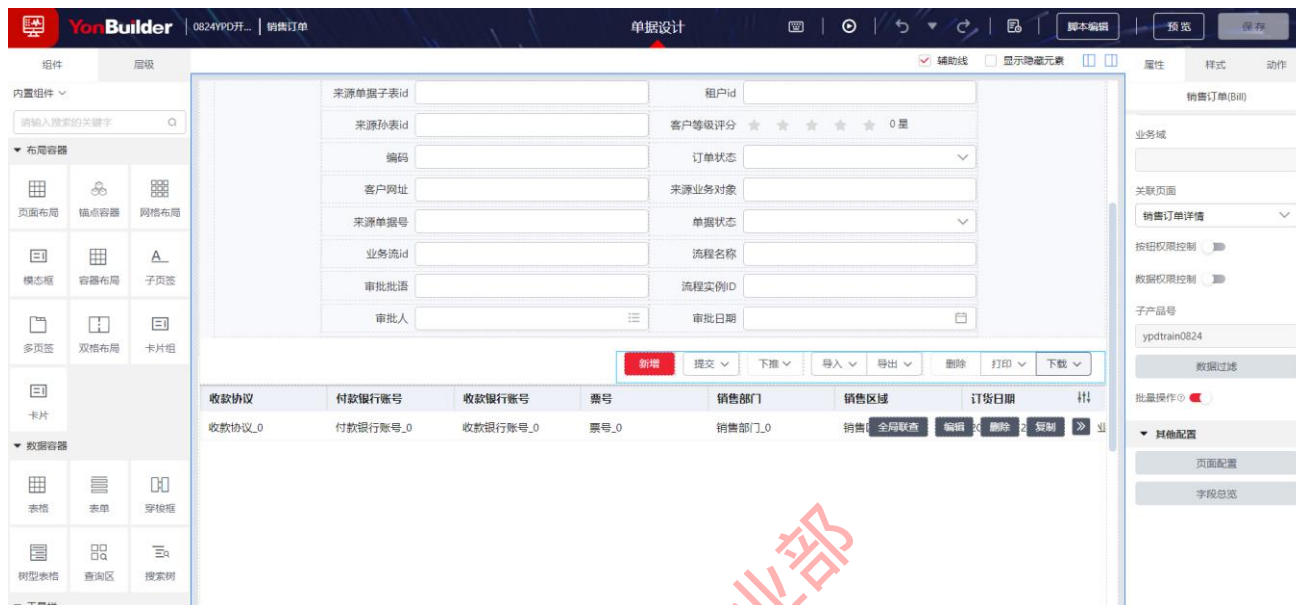 YonBuilder 0824YPD开... 销售订单 单据设计 脚本编辑 预览 保存
组件 层级 辅助线 显示隐藏元素 属性 样式 动作
内置组件
销售订单(Bill)
请输入搜索的关键字
布局容器
页面布局 锚点容器 网格布局
模态框 容器布局 子页签
多页签 双格布局 卡片组
卡片
数据容器
表格 表单 穿梭框
树型表格 查询区 搜索树
来源单据子表id 租户id
来源孙表id 客户等级评分 0星
编码 订单状态
客户网址 来源业务对象
来源单据号 单据状态
业务流id 流程名称
审批批语 流程实例ID
审批人 审批日期
新增 提交 下推 导入 导出 删除 打印 下载
收款协议 付款银行账号 收款银行账号 票号 销售部门 销售区域 订货日期
收款协议_0 付款银行账号_0 收款银行账号_0 票号_0 销售部门_0 销售 全局联查 编辑 删除 2 复制 业
业务域
关联页面
销售订单详情
按钮权限控制
数据权限控制
子产品号
ypdtrain0824
数据过滤
批量操作
其他配置
页面配置
字段总览
业部